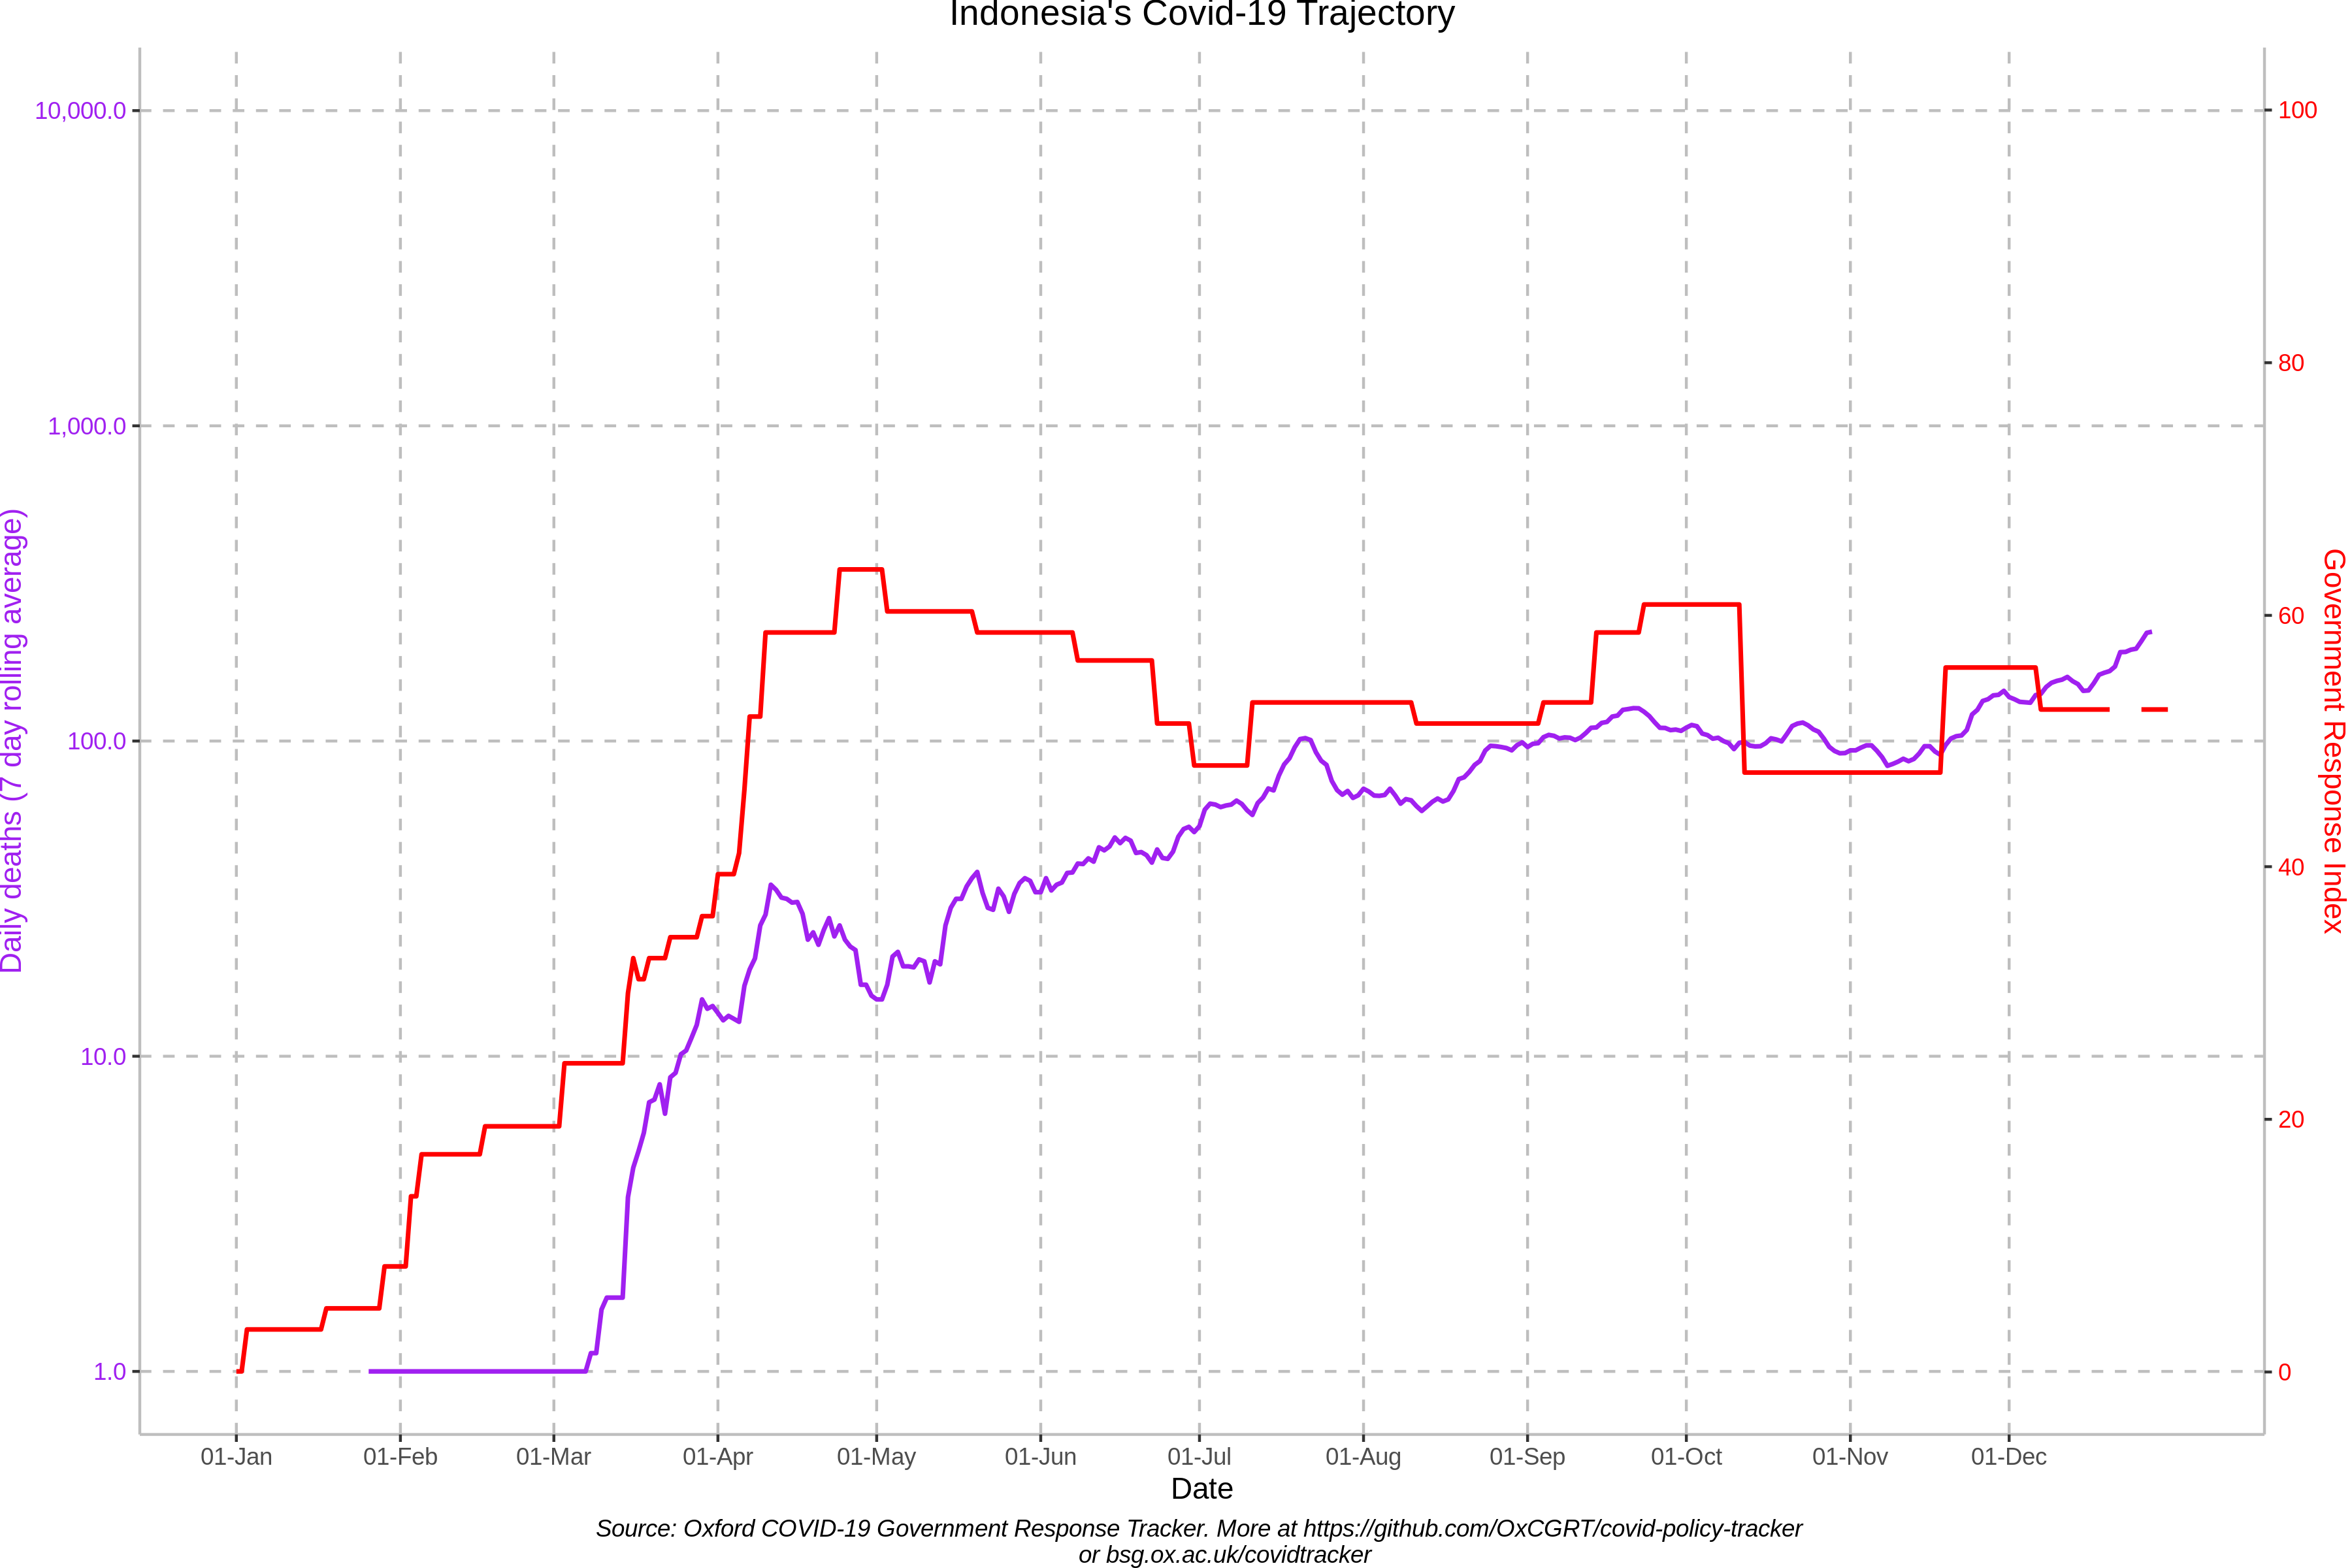 Indonesia's Covid-19 Trajectory
10,000.0
1,000.0
100.0
10.0
1.0
Daily deaths (7 day rolling average)
100
80
60
40
20
0
Government Response Index
01-Jan 01-Feb 01-Mar 01-Apr 01-May 01-Jun 01-Jul 01-Aug 01-Sep 01-Oct 01-Nov 01-Dec
Date
Source: Oxford COVID-19 Government Response Tracker. More at https://github.com/OxCGRT/covid-policy-tracker
or bsg.ox.ac.uk/covidtracker